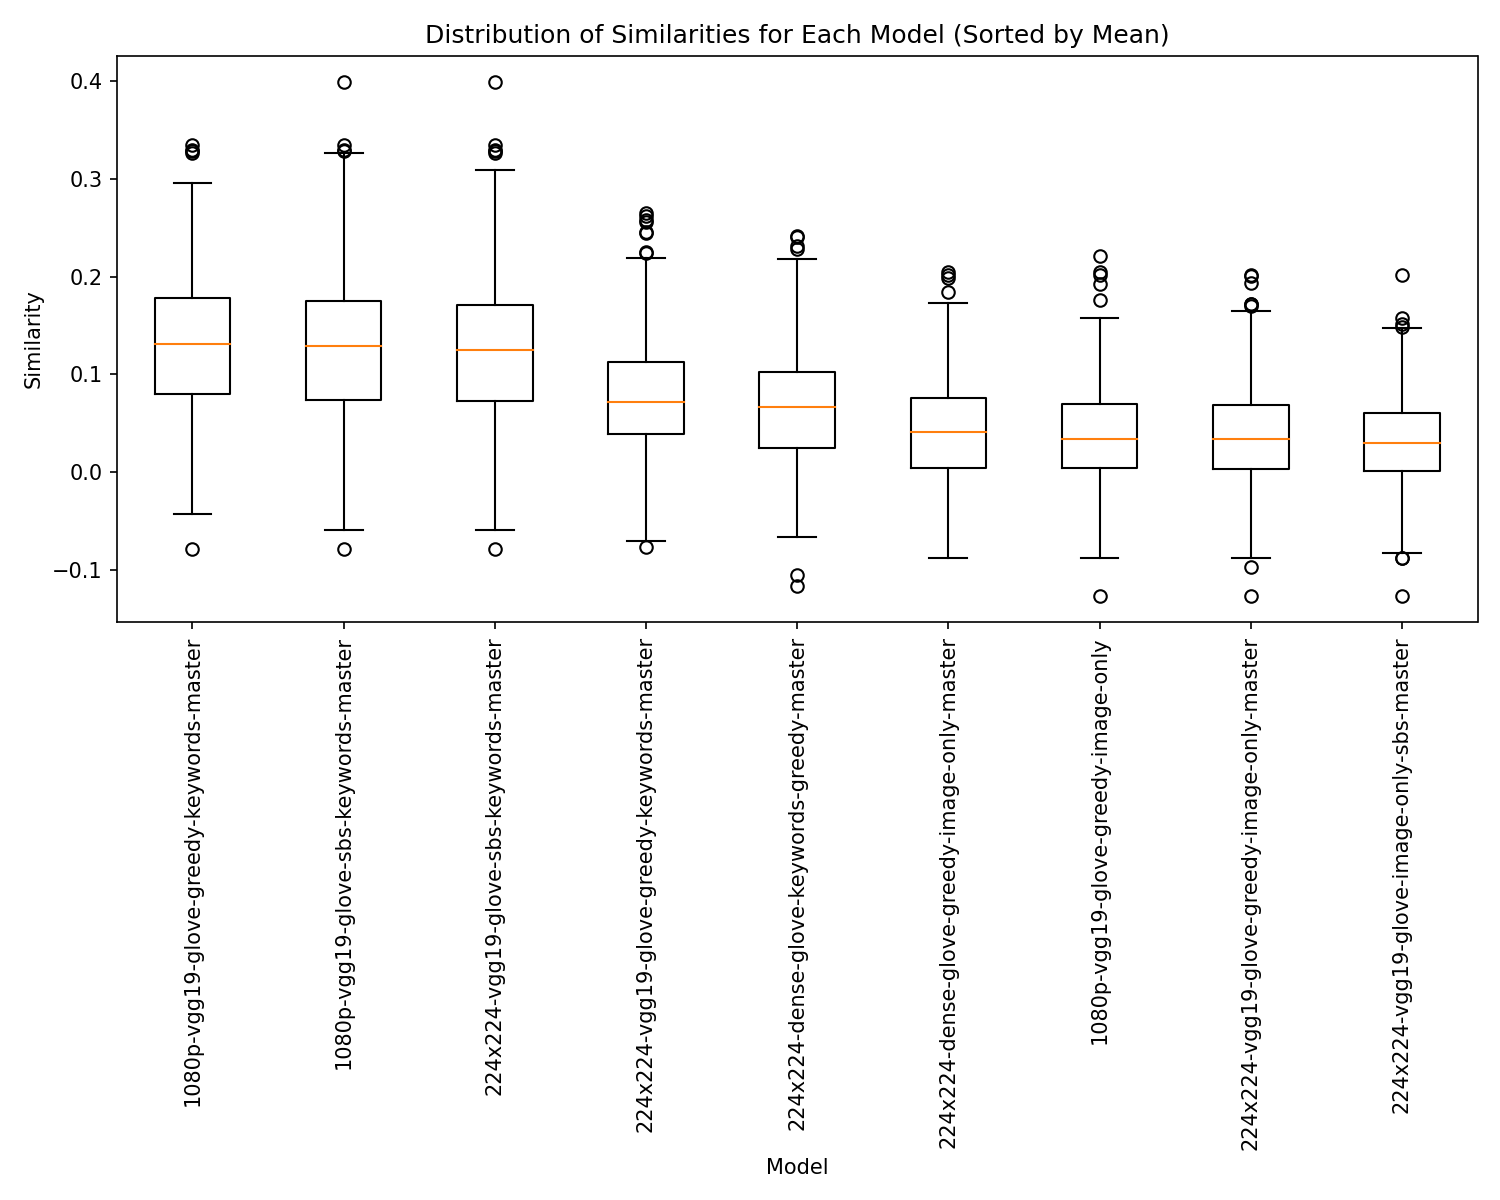 Distribution of Similarities for Each Model (Sorted by Mean)
Similarity
0.4
0.3
0.2
0.1
0.0
−0.1
1080p-vgg19-glove-greedy-keywords-master
1080p-vgg19-glove-sbs-keywords-master
224x224-vgg19-glove-sbs-keywords-master
224x224-vgg19-glove-greedy-keywords-master
224x224-dense-glove-keywords-greedy-master
224x224-dense-glove-greedy-image-only-master
1080p-vgg19-glove-greedy-image-only
224x224-vgg19-glove-greedy-image-only-master
224x224-vgg19-glove-image-only-sbs-master
Model